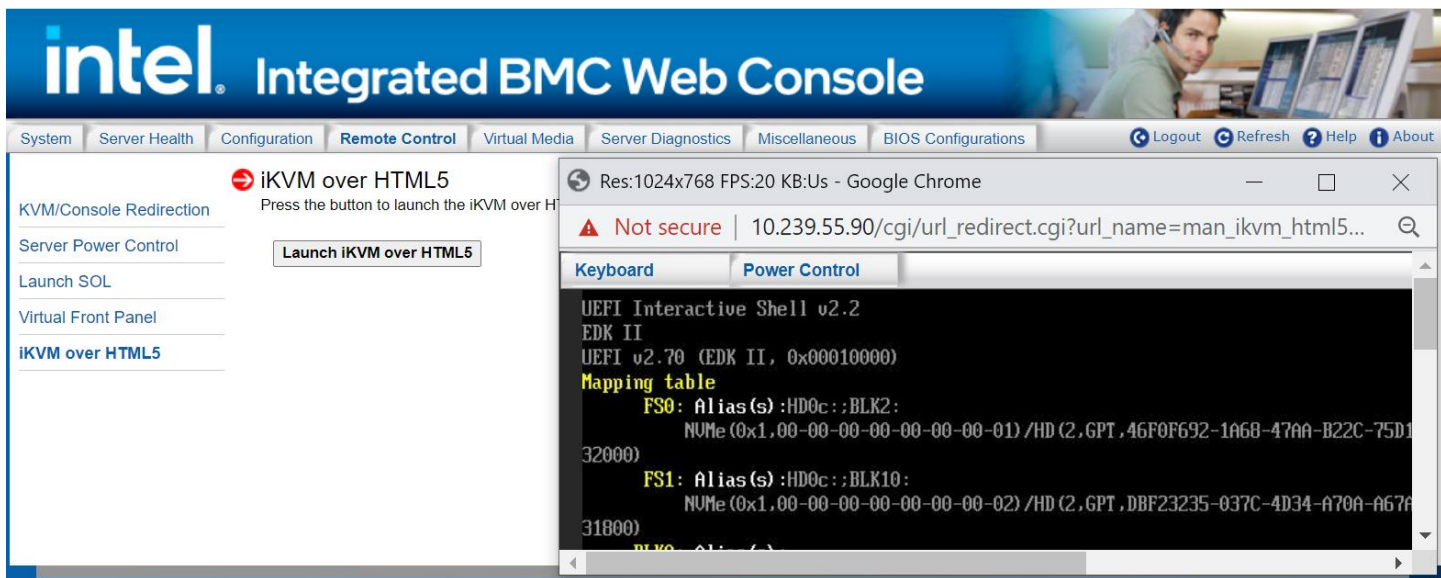 intel. Integrated BMC Web Console
System Server Health Configuration Remote Control Virtual Media Server Diagnostics Miscellaneous BIOS Configurations Logout Refresh Help About
KVM/Console Redirection
Server Power Control
Launch SOL
Virtual Front Panel
iKVM over HTML5
iKVM over HTML5
Press the button to launch the iKVM over
Launch iKVM over HTML5
Res:1024x768 FPS:20 KB:Us - Google Chrome
Not secure | 10.239.55.90/cgi/url_redirect.cgi?url_name=man_ikvm_html5...
Keyboard Power Control
UEFI Interactive Shell v2.2
EDK II
UEFI v2.70 (EDK II, 0x00010000)
Mapping table
FS0: Alias(s):HD0c:;BLK2:
NVMe(0x1,00-00-00-00-00-00-00-01)/HD(2,GPT,46F0F692-1A68-47AA-B22C-75D1
32000)
FS1: Alias(s):HD0c:;BLK10:
NVMe(0x1,00-00-00-00-00-00-00-02)/HD(2,GPT,DBF23235-037C-4D34-A70A-A67A
31800)